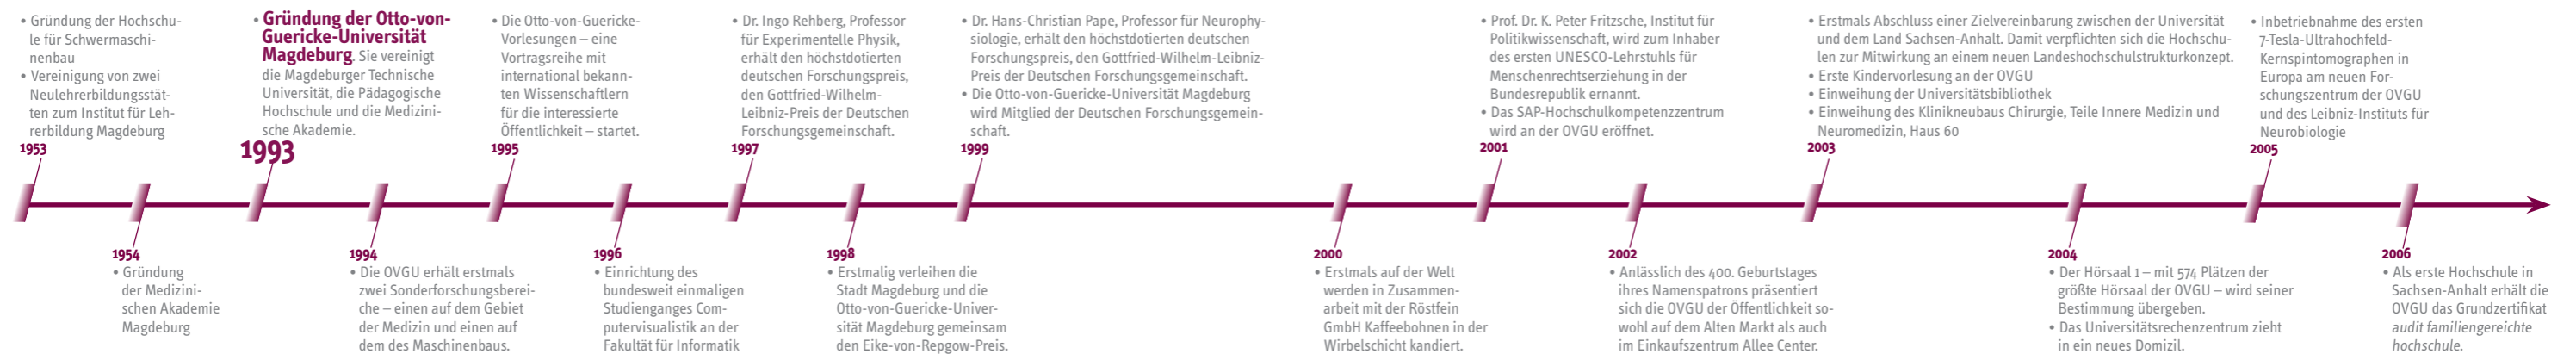 • Gründung der Hochschu-
le für Schwermaschi-
nenbau
• Vereinigung von zwei
Neulehrerbildungsstät-
ten zum Institut für Leh-
rerbildung Magdeburg
1953
• Gründung der Otto-von-
Guericke-Universität
Magdeburg. Sie vereinigt
die Magdeburger Technische
Universität, die Pädagogische
Hochschule und die Medizini-
sche Akademie.
1993
• Die Otto-von-Guericke-
Vorlesungen – eine
Vortragsreihe mit
international bekann-
ten Wissenschaftlern
für die interessierte
Öffentlichkeit – startet.
1995
• Dr. Ingo Rehberg, Professor
für Experimentelle Physik,
erhält den höchstdotierten
deutschen Forschungspreis,
den Gottfried-Wilhelm-
Leibniz-Preis der Deutschen
Forschungsgemeinschaft.
1997
• Dr. Hans-Christian Pape, Professor für Neurophy-
siologie, erhält den höchstdotierten deutschen
Forschungspreis, den Gottfried-Wilhelm-Leibniz-
Preis der Deutschen Forschungsgemeinschaft.
• Die Otto-von-Guericke-Universität Magdeburg
wird Mitglied der Deutschen Forschungsgemein-
schaft.
1999
• Prof. Dr. K. Peter Fritzsche, Institut für
Politikwissenschaft, wird zum Inhaber
des ersten UNESCO-Lehrstuhls für
Menschenrechtserziehung in der
Bundesrepublik ernannt.
• Das SAP-Hochschulkompetenzzentrum
wird an der OVGU eröffnet.
2001
• Erstmals Abschluss einer Zielvereinbarung zwischen der Universität
und dem Land Sachsen-Anhalt. Damit verpflichten sich die Hochschu-
len zur Mitwirkung an einem neuen Landeshochschulstrukturkonzept.
• Erste Kindervorlesung an der OVGU
• Einweihung der Universitätsbibliothek
• Einweihung des Klinikneubaus Chirurgie, Teile Innere Medizin und
Neuromedizin, Haus 60
2003
• Inbetriebnahme des ersten
7-Tesla-Ultrahochfeld-
Kernspintomographen in
Europa am neuen For-
schungszentrum der OVGU
und des Leibniz-Instituts für
Neurobiologie
2005
1954
• Gründung
der Medizini-
schen Akademie
Magdeburg
1994
• Die OVGU erhält erstmals
zwei Sonderforschungsberei-
che – einen auf dem Gebiet
der Medizin und einen auf
dem des Maschinenbaus.
1996
• Einrichtung des
bundesweit einmaligen
Studienganges Com-
putervisualistik an der
Fakultät für Informatik
1998
• Erstmalig verleihen die
Stadt Magdeburg und die
Otto-von-Guericke-Univer-
sität Magdeburg gemeinsam
den Eike-von-Repgow-Preis.
2000
• Erstmals auf der Welt
werden in Zusammen-
arbeit mit der Röstfein
GmbH Kaffeebohnen in der
Wirbelschicht kandiert.
2002
• Anlässlich des 400. Geburtstages
ihres Namenspatrons präsentiert
sich die OVGU der Öffentlichkeit so-
wohl auf dem Alten Markt als auch
im Einkaufszentrum Allee Center.
2004
• Der Hörsaal 1 – mit 574 Plätzen der
größte Hörsaal der OVGU – wird seiner
Bestimmung übergeben.
• Das Universitätsrechenzentrum zieht
in ein neues Domizil.
2006
• Als erste Hochschule in
Sachsen-Anhalt erhält die
OVGU das Grundzertifikat
audit familiengereichte
hochschule.